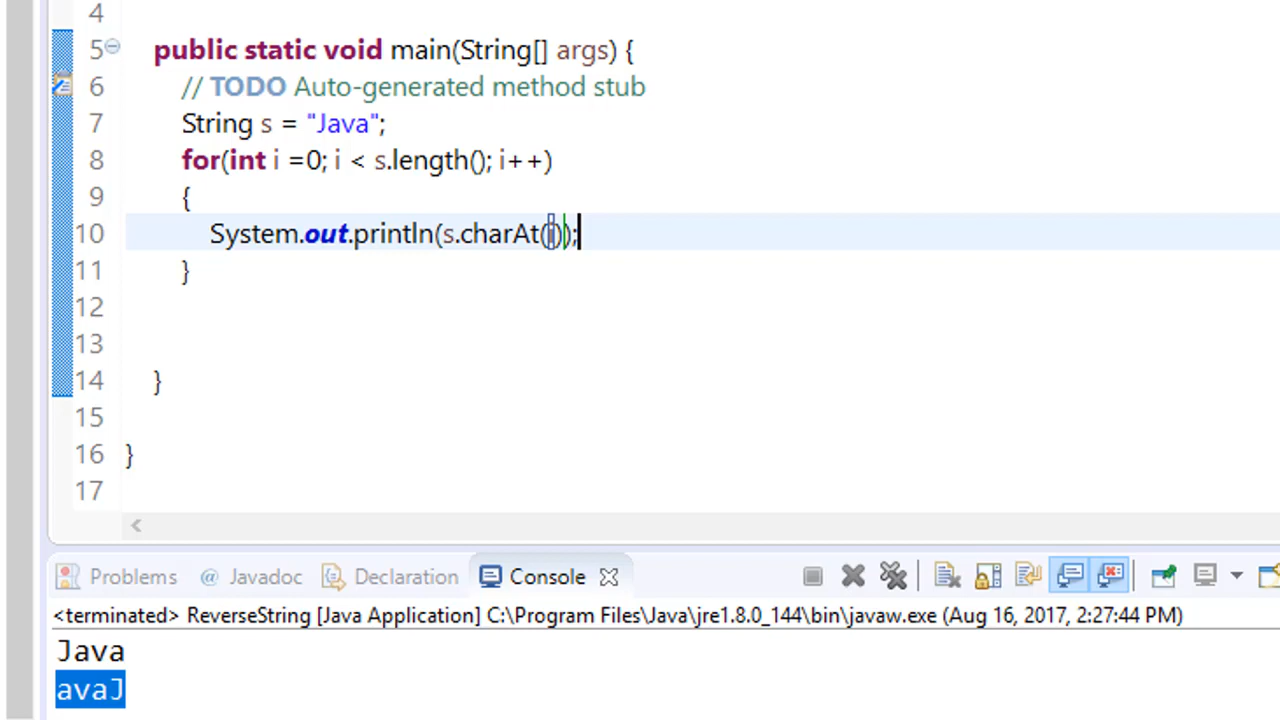 4
5 public static void main(String[] args) {
6 // TODO Auto-generated method stub
7 String s = "Java";
8 for(int i =0; i < s.length(); i++)
9 {
10 System.out.println(s.charAt(i));
11 }
12
13
14 }
15
16 }
17
Problems @ Javadoc Declaration Console
<terminated> ReverseString [Java Application] C:\Program Files\Java\jre1.8.0_144\bin\javaw.exe (Aug 16, 2017, 2:27:44 PM)
Java
avaJ